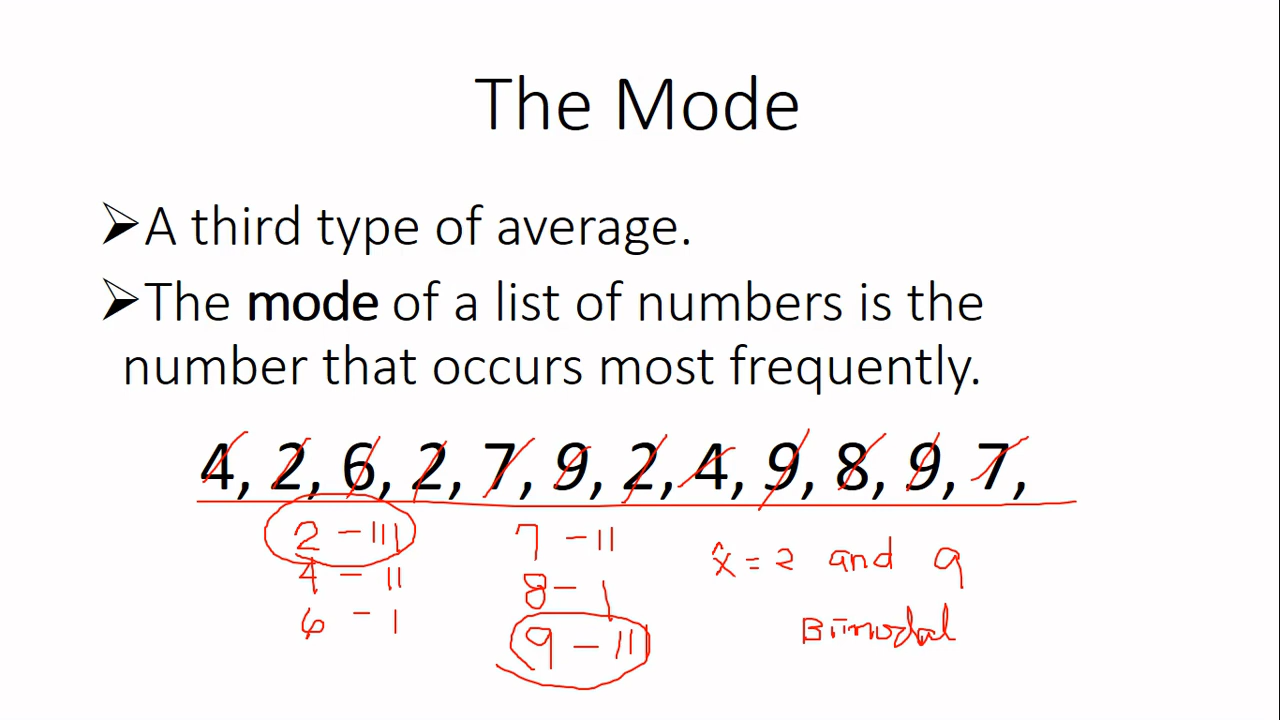 The Mode
➢A third type of average.
➢The mode of a list of numbers is the
number that occurs most frequently.
4, 2, 6, 2, 7, 9, 2, 4, 9, 8, 9, 7,
2 - III
4 - II
6 - I
7 - II
8 - I
9 - III
x̂ = 2 and 9
Bimodal